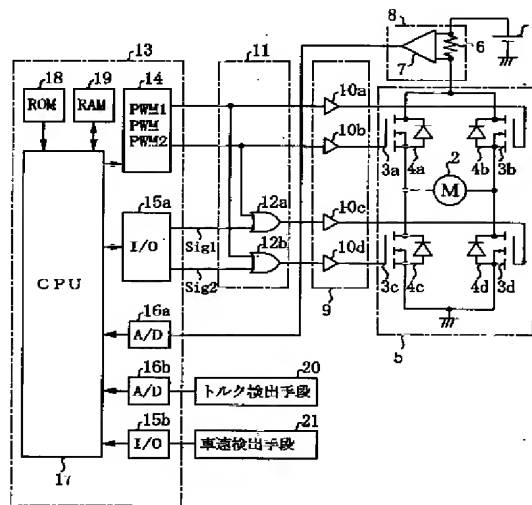 8
13
11
9
6
7
18
19
14
ROM
RAM
PWM1
PWM
PWM2
10a
10b
3a
4a
2
M
4b
3b
12a
10c
15a
I/O
Sig1
12b
10d
CPU
Sig2
3c
4c
4d
3d
16a
A/D
9
5
16b
A/D
20
トルク検出手段
15b
I/O
21
車速検出手段
17